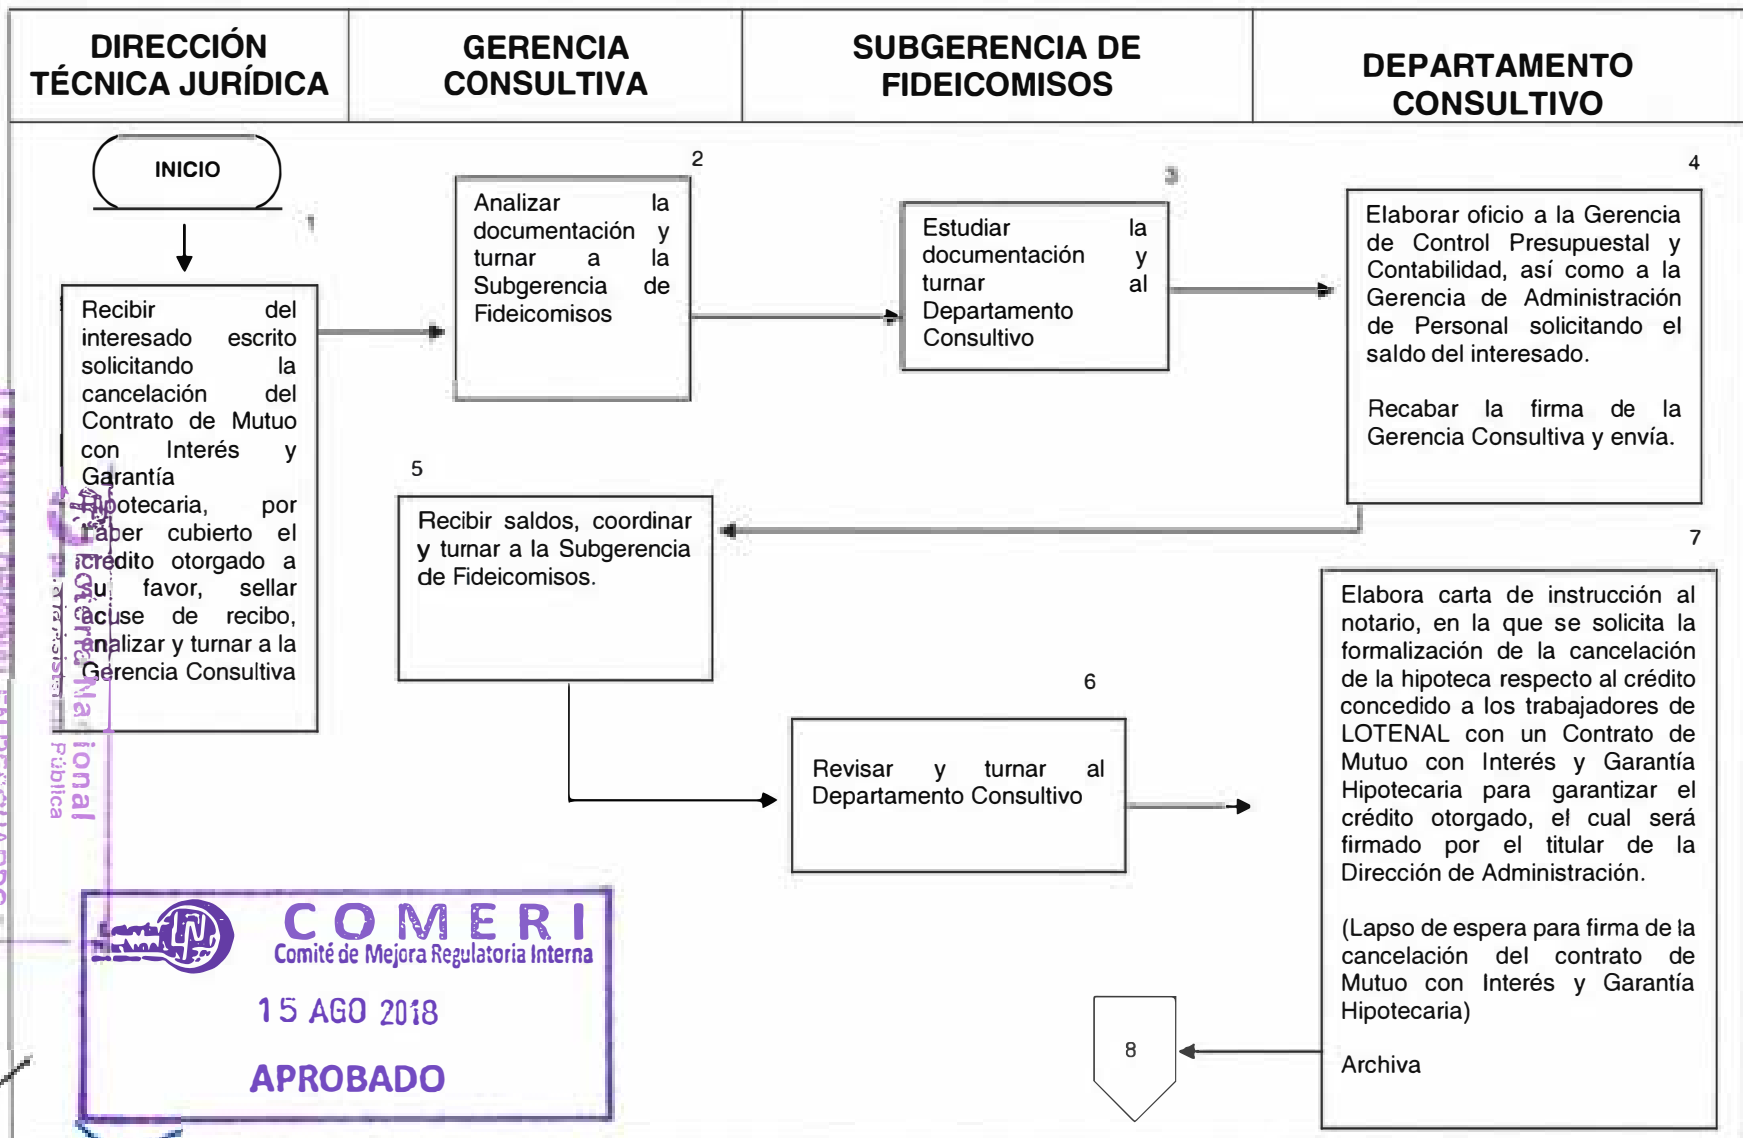 DIRECCIÓN
TÉCNICA JURÍDICA
GERENCIA
CONSULTIVA
SUBGERENCIA DE
FIDEICOMISOS
DEPARTAMENTO
CONSULTIVO
INICIO
1
Recibir del
interesado escrito
solicitando la
cancelación del
Contrato de Mutuo
con Interés y
Garantía
Hipotecaria, por
haber cubierto el
crédito otorgado a
su favor, sellar
acuse de recibo,
analizar y turnar a la
Gerencia Consultiva
2
Analizar la
documentación y
turnar a la
Subgerencia de
Fideicomisos
3
Estudiar la
documentación y
turnar al
Departamento
Consultivo
4
Elaborar oficio a la Gerencia
de Control Presupuestal y
Contabilidad, así como a la
Gerencia de Administración
de Personal solicitando el
saldo del interesado.
Recabar la firma de la
Gerencia Consultiva y envía.
5
Recibir saldos, coordinar
y turnar a la Subgerencia
de Fideicomisos.
6
Revisar y turnar al
Departamento Consultivo
7
Elabora carta de instrucción al
notario, en la que se solicita la
formalización de la cancelación
de la hipoteca respecto al crédito
concedido a los trabajadores de
LOTENAL con un Contrato de
Mutuo con Interés y Garantía
Hipotecaria para garantizar el
crédito otorgado, el cual será
firmado por el titular de la
Dirección de Administración.
(Lapso de espera para firma de la
cancelación del contrato de
Mutuo con Interés y Garantía
Hipotecaria)
Archiva
8
Lotería Nacional
Pública
LN
COMERI
Comité de Mejora Regulatoria Interna
15 AGO 2018
APROBADO